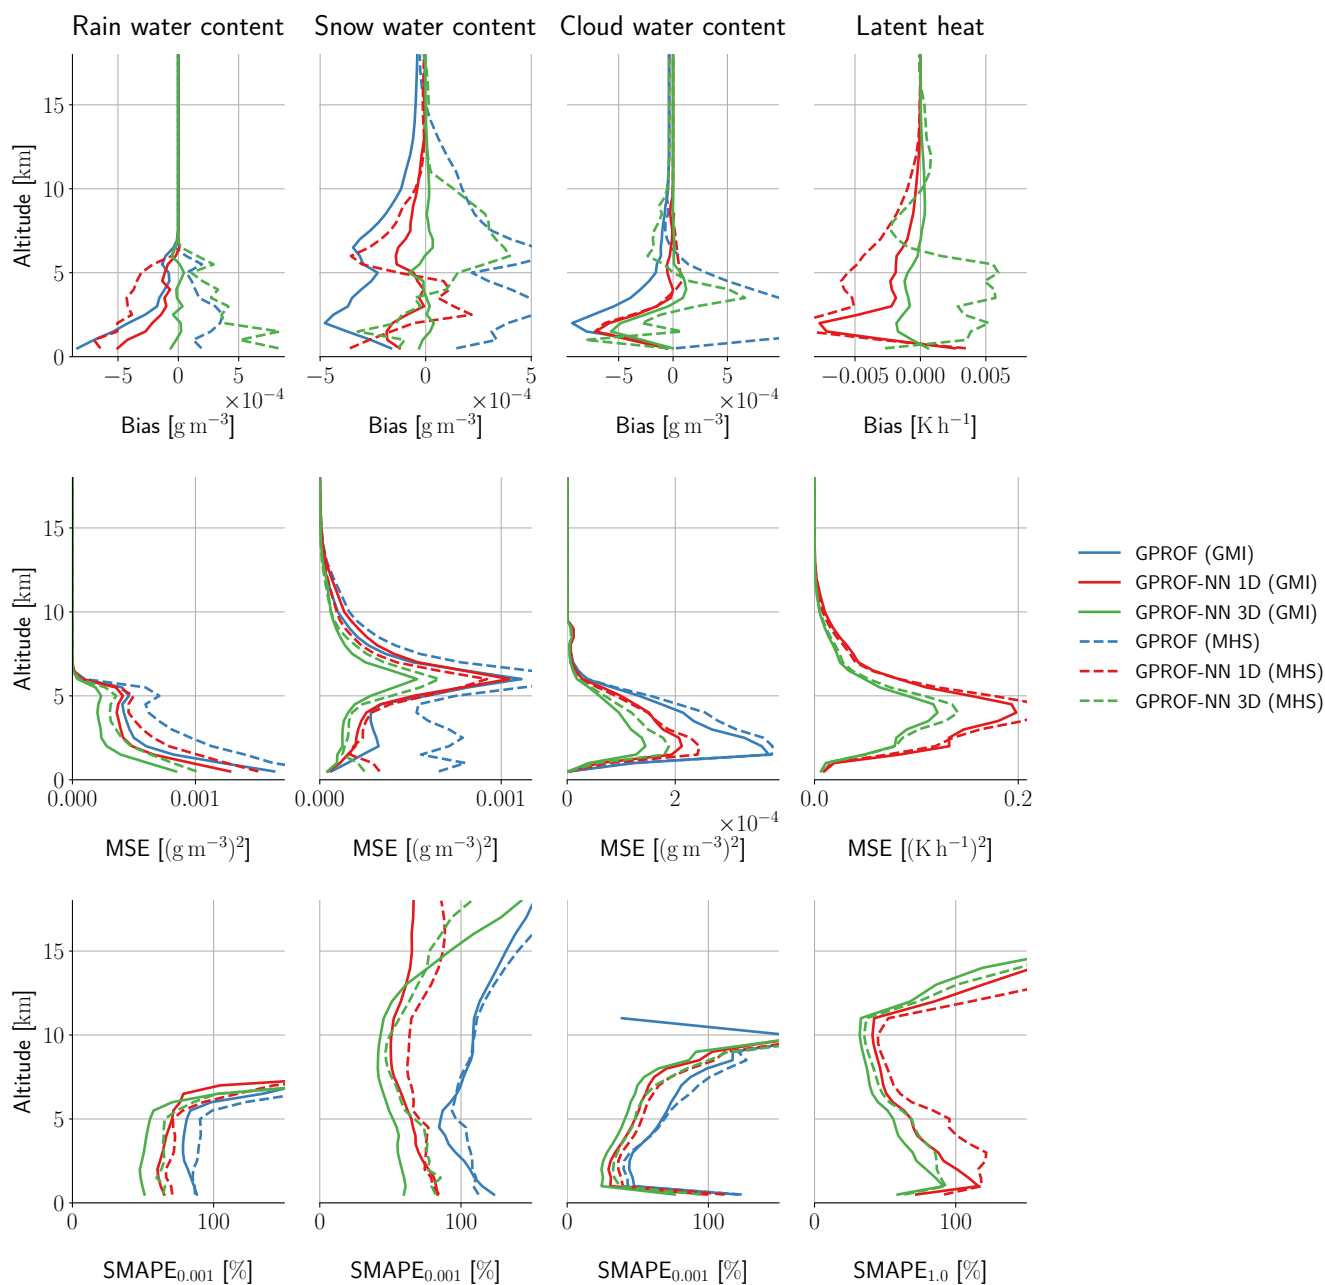 Rain water content
Snow water content
Cloud water content
Latent heat
Altitude [km]
15
10
5
0
−5 0 5
×10⁻⁴
Bias [g m⁻³]
−5 0 5
×10⁻⁴
Bias [g m⁻³]
−5 0 5
×10⁻⁴
Bias [g m⁻³]
−0.005 0.000 0.005
Bias [K h⁻¹]
Altitude [km]
15
10
5
0
0.000 0.001
MSE [(g m⁻³)²]
0.000 0.001
MSE [(g m⁻³)²]
0 2
×10⁻⁴
MSE [(g m⁻³)²]
0.0 0.2
MSE [(K h⁻¹)²]
GPROF (GMI)
GPROF-NN 1D (GMI)
GPROF-NN 3D (GMI)
GPROF (MHS)
GPROF-NN 1D (MHS)
GPROF-NN 3D (MHS)
Altitude [km]
15
10
5
0
0 100
SMAPE₀.₀₀₁ [%]
0 100
SMAPE₀.₀₀₁ [%]
0 100
SMAPE₀.₀₀₁ [%]
0 100
SMAPE₁.₀ [%]